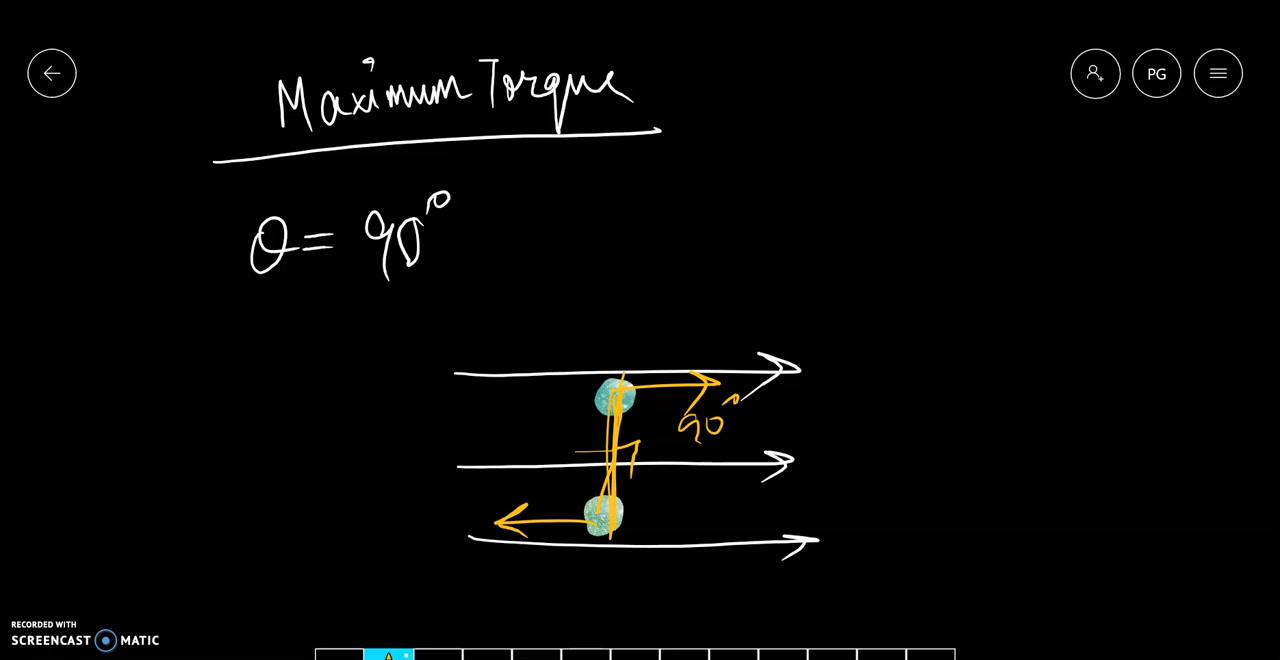 PG
Maximum Torque
θ = 90°
90°
RECORDED WITH
SCREENCAST MATIC